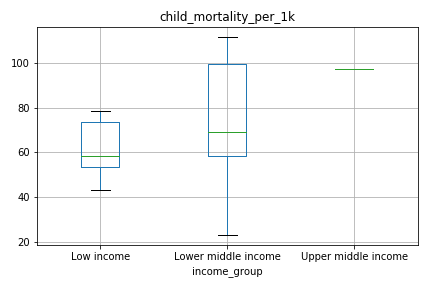 child_mortality_per_1k
100
80
60
40
20
Low income
Lower middle income
Upper middle income
income_group